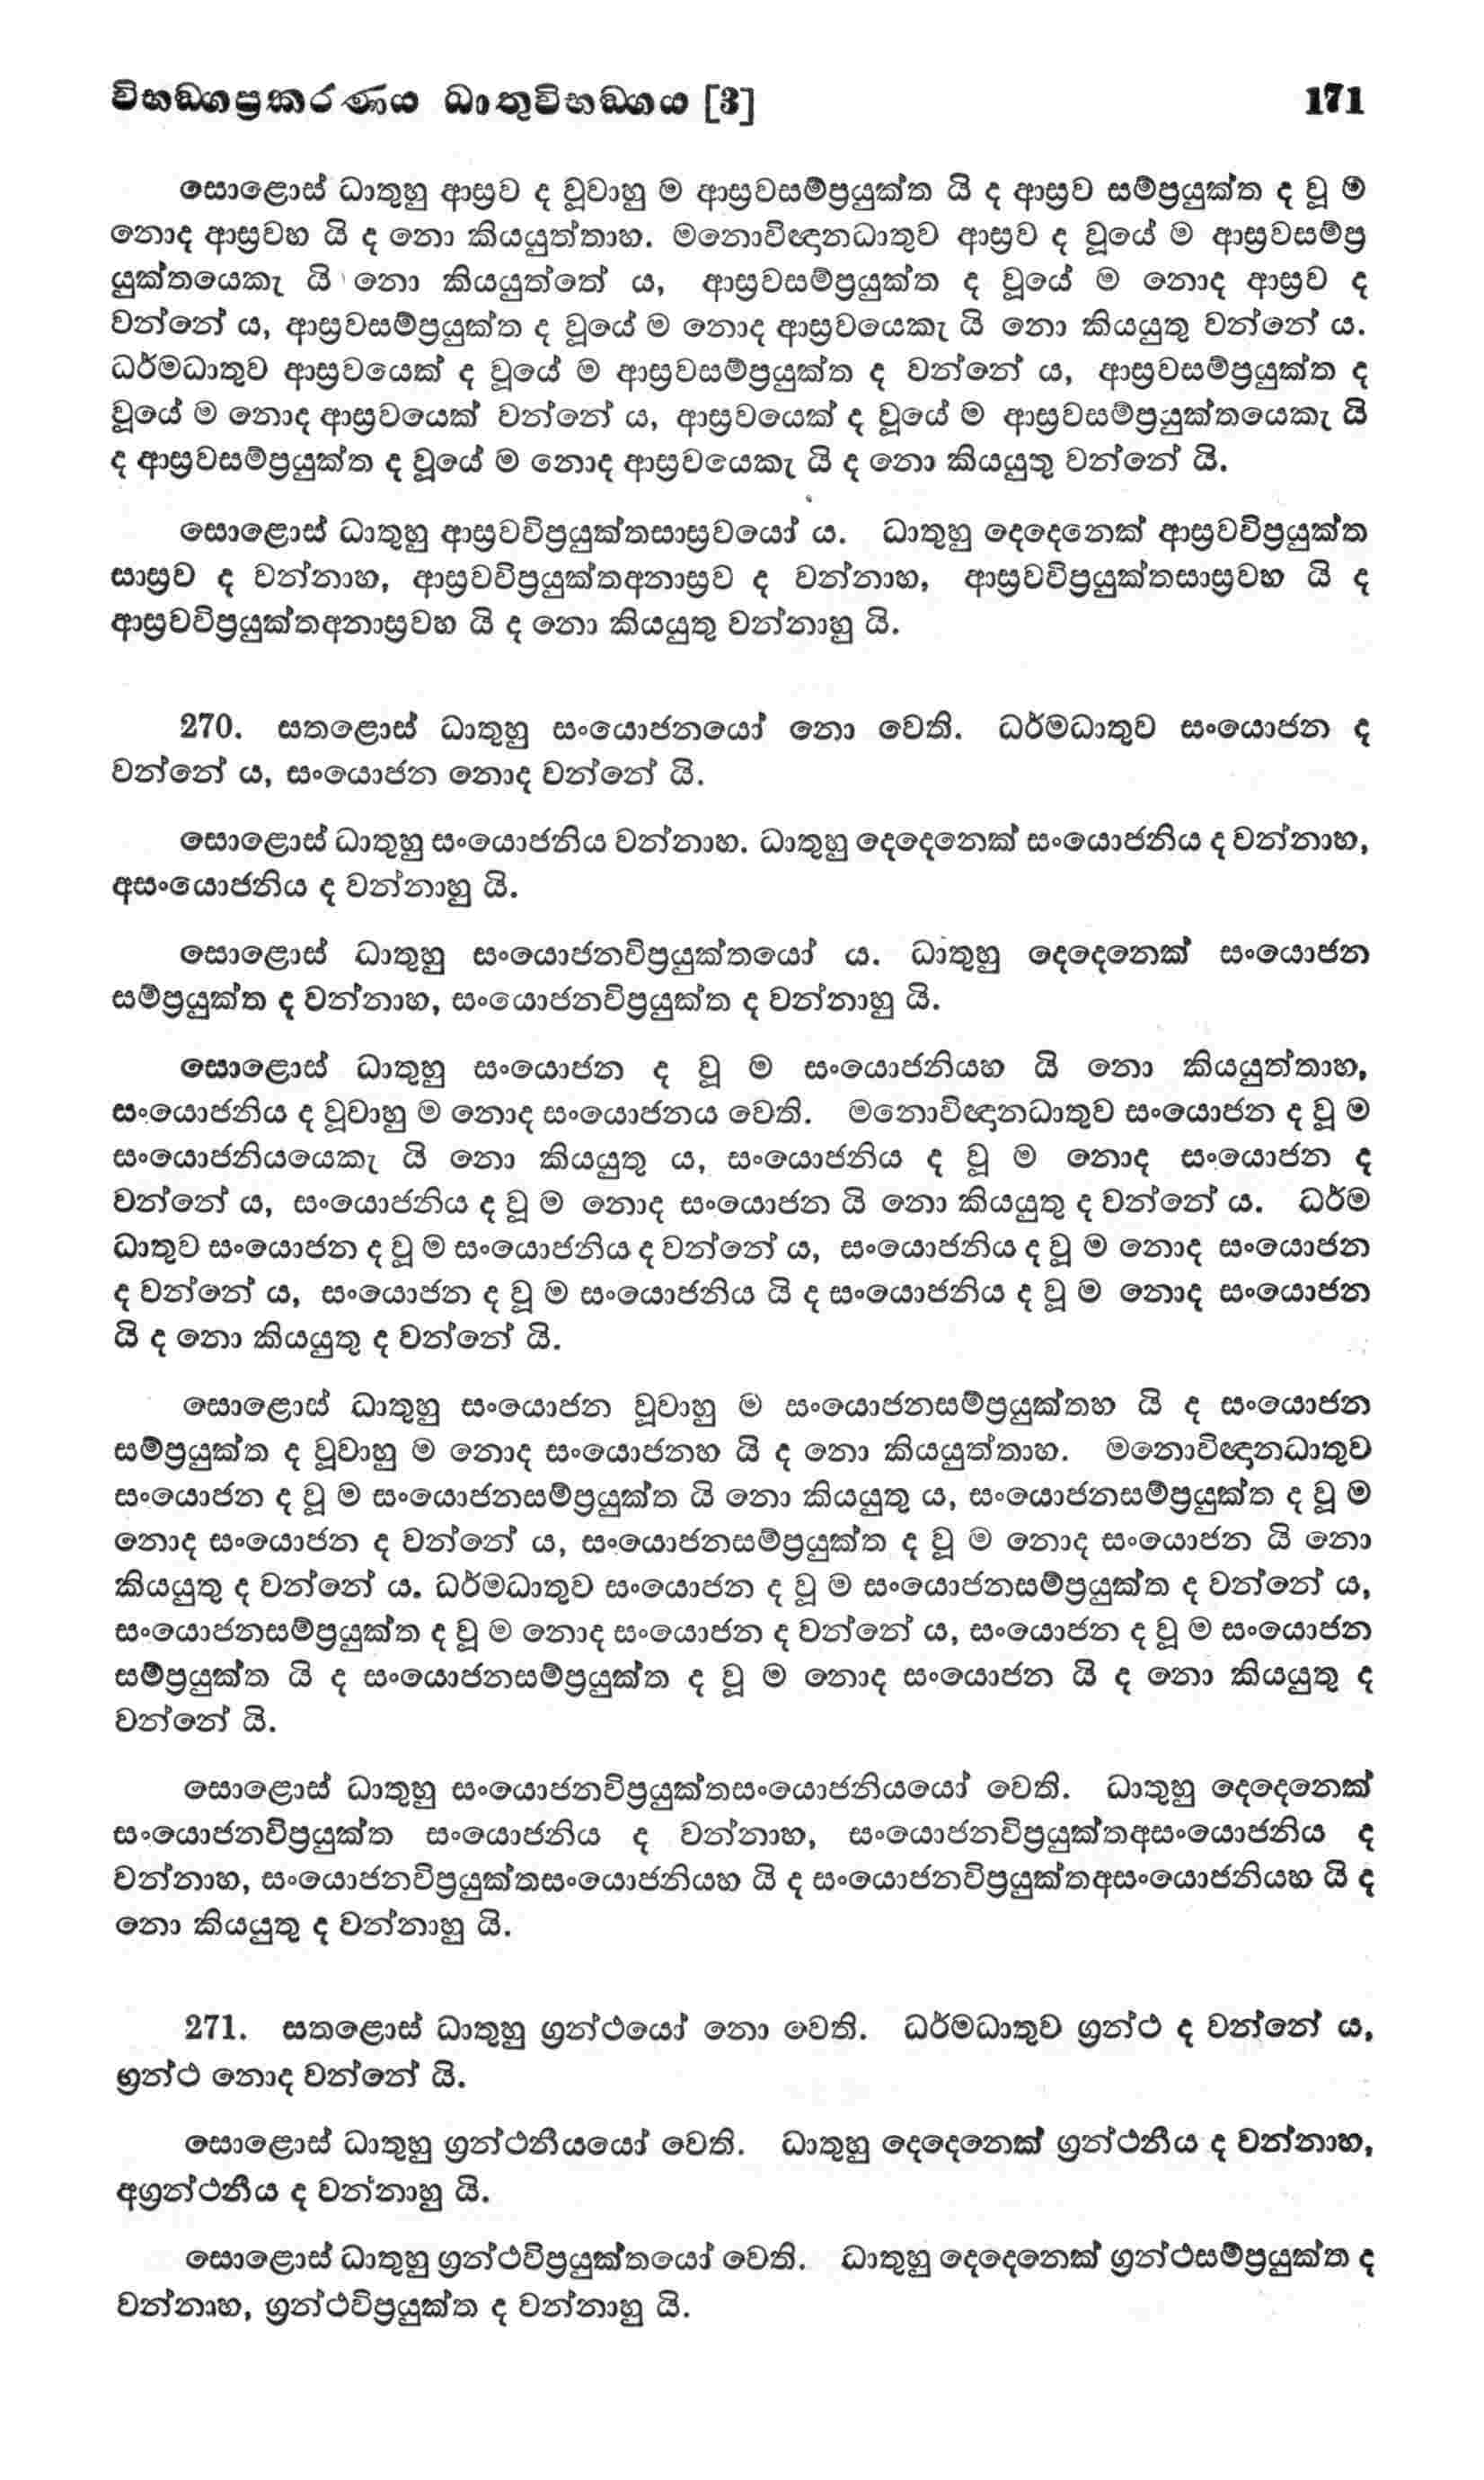 විභඞ්ගප්‍රකරණය ධාතුවිභඞ්ගය [3] 171
සොළොස් ධාතුහු ආස්‍රව ද වූවාහු ම ආස්‍රවසම්ප්‍රයුක්ත යි ද ආස්‍රව සම්ප්‍රයුක්ත ද වූ ම
නොද ආස්‍රවහ යි ද නො කියයුත්තාහ. මනොවිඥානධාතුව ආස්‍රව ද වූයේ ම ආස්‍රවසම්ප්‍ර
යුක්තයෙකැ යි නො කියයුත්තේ ය, ආස්‍රවසම්ප්‍රයුක්ත ද වූයේ ම නොද ආස්‍රව ද
වන්නේ ය, ආස්‍රවසම්ප්‍රයුක්ත ද වූයේ ම නොද ආස්‍රවයෙකැ යි නො කියයුතු වන්නේ ය.
ධර්මධාතුව ආස්‍රවයෙක් ද වූයේ ම ආස්‍රවසම්ප්‍රයුක්ත ද වන්නේ ය, ආස්‍රවසම්ප්‍රයුක්ත ද
වූයේ ම නොද ආස්‍රවයෙක් වන්නේ ය, ආස්‍රවයෙක් ද වූයේ ම ආස්‍රවසම්ප්‍රයුක්තයෙකැ යි
ද ආස්‍රවසම්ප්‍රයුක්ත ද වූයේ ම නොද ආස්‍රවයෙකැ යි ද නො කියයුතු වන්නේ යි.
සොළොස් ධාතුහු ආස්‍රවවිප්‍රයුක්තසාස්‍රවයෝ ය. ධාතුහු දෙදෙනෙක් ආස්‍රවවිප්‍රයුක්ත
සාස්‍රව ද වන්නාහ, ආස්‍රවවිප්‍රයුක්තඅනාස්‍රව ද වන්නාහ, ආස්‍රවවිප්‍රයුක්තසාස්‍රවහ යි ද
ආස්‍රවවිප්‍රයුක්තඅනාස්‍රවහ යි ද නො කියයුතු වන්නාහු යි.
270. සතළොස් ධාතුහු සංයොජනයෝ නො වෙති. ධර්මධාතුව සංයොජන ද
වන්නේ ය, සංයොජන නොද වන්නේ යි.
සොළොස් ධාතුහු සංයොජනිය වන්නාහ. ධාතුහු දෙදෙනෙක් සංයොජනිය ද වන්නාහ,
අසංයොජනිය ද වන්නාහු යි.
සොළොස් ධාතුහු සංයොජනවිප්‍රයුක්තයෝ ය. ධාතුහු දෙදෙනෙක් සංයොජන
සම්ප්‍රයුක්ත ද වන්නාහ, සංයොජනවිප්‍රයුක්ත ද වන්නාහු යි.
සොළොස් ධාතුහු සංයොජන ද වූ ම සංයොජනියහ යි නො කියයුත්තාහ,
සංයොජනිය ද වූවාහු ම නොද සංයොජනය වෙති. මනොවිඥානධාතුව සංයොජන ද වූ ම
සංයොජනියයෙකැ යි නො කියයුතු ය, සංයොජනිය ද වූ ම නොද සංයොජන ද
වන්නේ ය, සංයොජනිය ද වූ ම නොද සංයොජන යි නො කියයුතු ද වන්නේ ය. ධර්ම
ධාතුව සංයොජන ද වූ ම සංයොජනිය ද වන්නේ ය, සංයොජනිය ද වූ ම නොද සංයොජන
ද වන්නේ ය, සංයොජන ද වූ ම සංයොජනිය යි ද සංයොජනිය ද වූ ම නොද සංයොජන
යි ද නො කියයුතු ද වන්නේ යි.
සොළොස් ධාතුහු සංයොජන වූවාහු ම සංයොජනසම්ප්‍රයුක්තහ යි ද සංයොජන
සම්ප්‍රයුක්ත ද වූවාහු ම නොද සංයොජනහ යි ද නො කියයුත්තාහ. මනොවිඥානධාතුව
සංයොජන ද වූ ම සංයොජනසම්ප්‍රයුක්ත යි නො කියයුතු ය, සංයොජනසම්ප්‍රයුක්ත ද වූ ම
නොද සංයොජන ද වන්නේ ය, සංයොජනසම්ප්‍රයුක්ත ද වූ ම නොද සංයොජන යි නො
කියයුතු ද වන්නේ ය. ධර්මධාතුව සංයොජන ද වූ ම සංයොජනසම්ප්‍රයුක්ත ද වන්නේ ය,
සංයොජනසම්ප්‍රයුක්ත ද වූ ම නොද සංයොජන ද වන්නේ ය, සංයොජන ද වූ ම සංයොජන
සම්ප්‍රයුක්ත යි ද සංයොජනසම්ප්‍රයුක්ත ද වූ ම නොද සංයොජන යි ද නො කියයුතු ද
වන්නේ යි.
සොළොස් ධාතුහු සංයොජනවිප්‍රයුක්තසංයොජනියයෝ වෙති. ධාතුහු දෙදෙනෙක්
සංයොජනවිප්‍රයුක්ත සංයොජනිය ද වන්නාහ, සංයොජනවිප්‍රයුක්තඅසංයොජනිය ද
වන්නාහ, සංයොජනවිප්‍රයුක්තසංයොජනියහ යි ද සංයොජනවිප්‍රයුක්තඅසංයොජනියහ යි ද
නො කියයුතු ද වන්නාහු යි.
271. සතළොස් ධාතුහු ග්‍රන්ථයෝ නො වෙති. ධර්මධාතුව ග්‍රන්ථ ද වන්නේ ය,
ග්‍රන්ථ නොද වන්නේ යි.
සොළොස් ධාතුහු ග්‍රන්ථනීයයෝ වෙති. ධාතුහු දෙදෙනෙක් ග්‍රන්ථනීය ද වන්නාහ,
අග්‍රන්ථනීය ද වන්නාහු යි.
සොළොස් ධාතුහු ග්‍රන්ථවිප්‍රයුක්තයෝ වෙති. ධාතුහු දෙදෙනෙක් ග්‍රන්ථසම්ප්‍රයුක්ත ද
වන්නාහ, ග්‍රන්ථවිප්‍රයුක්ත ද වන්නාහු යි.